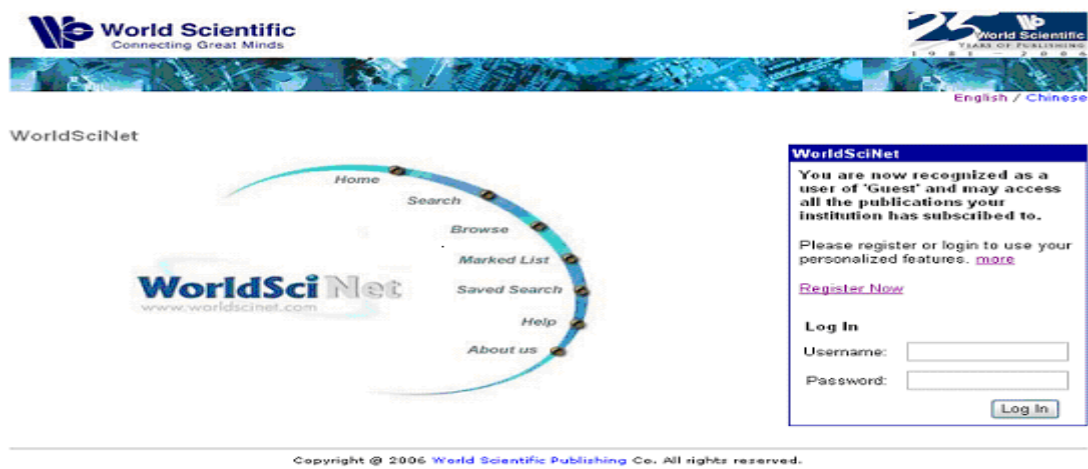 World Scientific
Connecting Great Minds
25
World Scientific
YEARS OF PUBLISHING
1981 - 2006
English / Chinese
WorldSciNet
Home
Search
Browse
Marked List
Saved Search
Help
About us
WorldSciNet
www.worldscinet.com
WorldSciNet
You are now recognized as a
user of 'Guest' and may access
all the publications your
institution has subscribed to.
Please register or login to use your
personalized features. more
Register Now
Log In
Username:
Password:
Log In
Copyright @ 2006 World Scientific Publishing Co. All rights reserved.